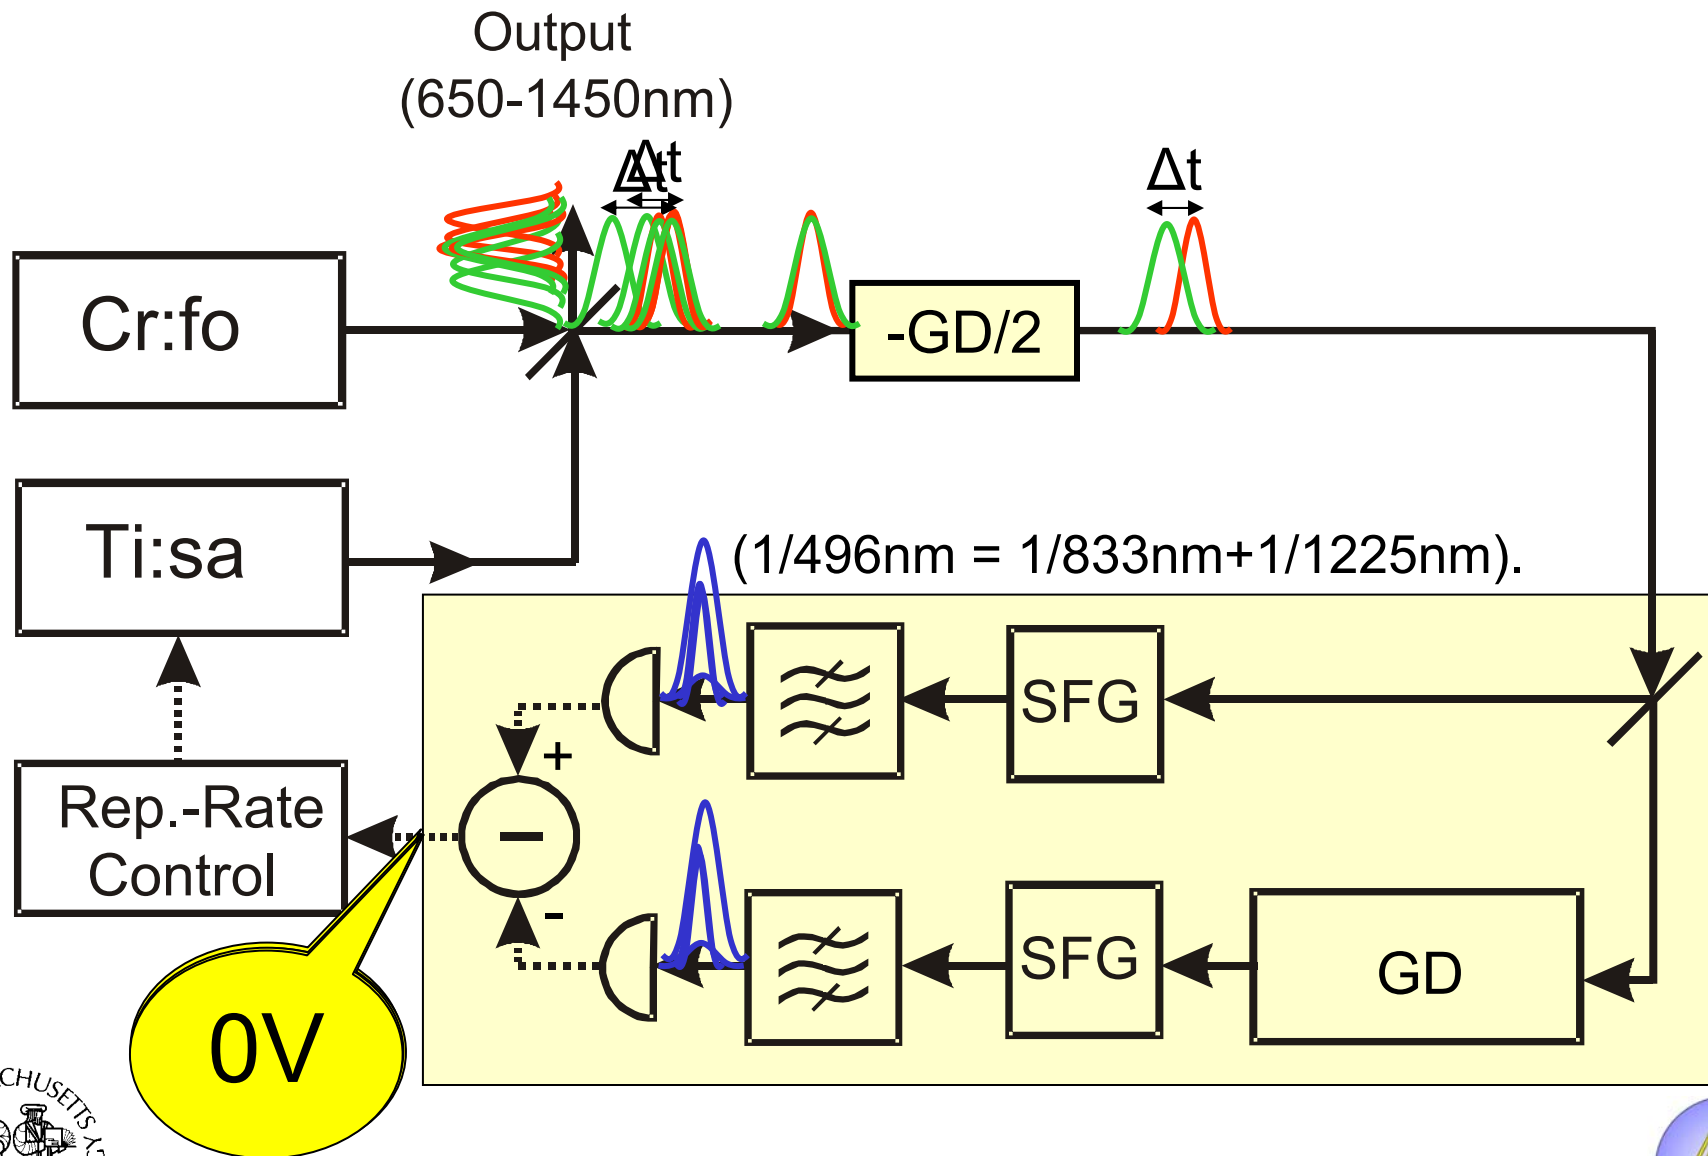 Output
(650-1450nm)
Δt
Δt
Δt
Cr:fo
-GD/2
Ti:sa
(1/496nm = 1/833nm+1/1225nm).
SFG
+
Rep.-Rate
Control
-
SFG
GD
0V